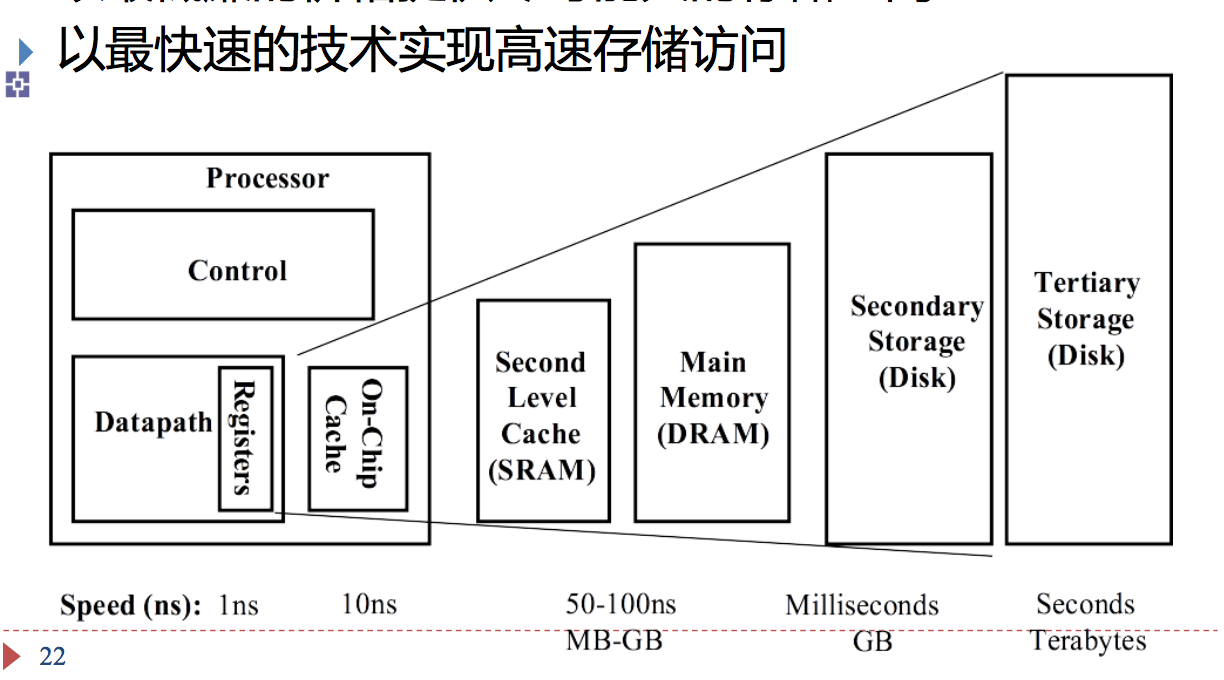 以最快速的技术实现高速存储访问
Processor
Control
Datapath
Registers
On-Chip
Cache
Second
Level
Cache
(SRAM)
Main
Memory
(DRAM)
Secondary
Storage
(Disk)
Tertiary
Storage
(Disk)
Speed (ns): 1ns 10ns 50-100ns Milliseconds Seconds
MB-GB GB Terabytes
22